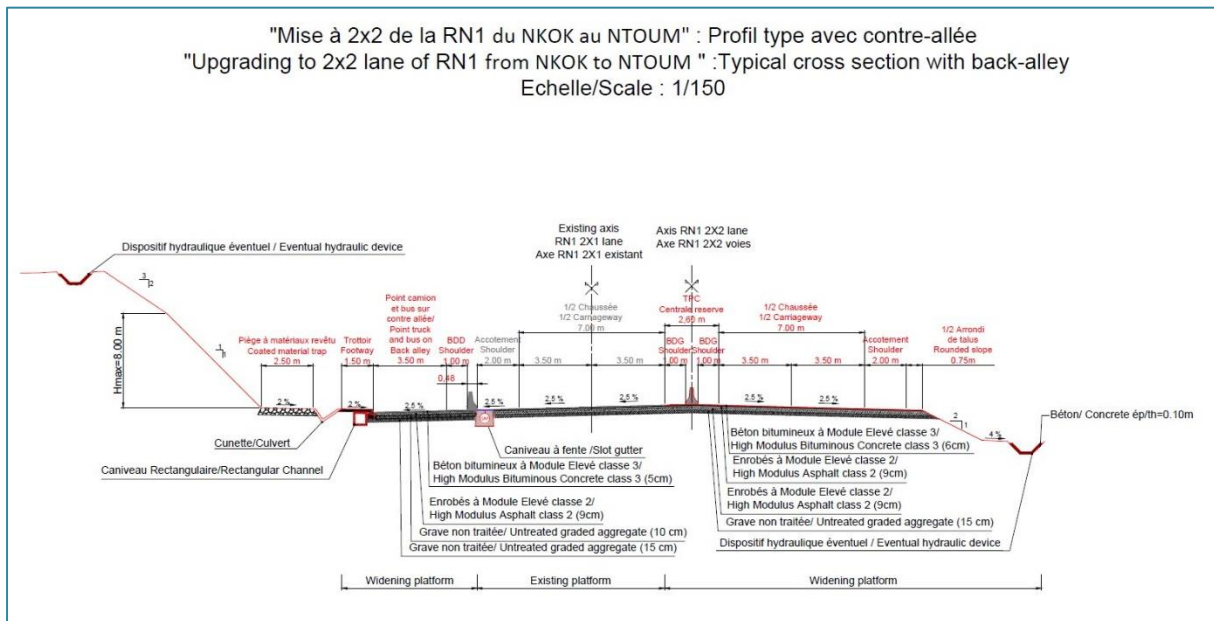 "Mise à 2x2 de la RN1 du NKOK au NTOUM" : Profil type avec contre-allée
"Upgrading to 2x2 lane of RN1 from NKOK to NTOUM " :Typical cross section with back-alley
Echelle/Scale : 1/150
Existing axis
RN1 2X1 lane
Axe RN1 2X1 existant
Axis RN1 2X2 lane
Axe RN1 2X2 voies
Dispositif hydraulique éventuel / Eventual hydraulic device
3
2
Hmax=8.00 m
1
1
Piège à matériaux revêtu
Coated material trap
2.50 m
Trottoir
Footway
1.50 m
Point camion
et bus sur
contre allée/
Point truck
and bus on
Back alley
3.50 m
BDD
Shoulder
1,00 m
0,48
Accotement
Shoulder
2.00 m
1/2 Chaussée
1/2 Carriageway
7.00 m
3.50 m
3.50 m
TPC
Centrale reserve
2,60 m
BDG
Shoulder
1,00 m
BDG
Shoulder
1,00 m
1/2 Chaussée
1/2 Carriageway
7.00 m
3.50 m
3.50 m
Accotement
Shoulder
2.00 m
1/2 Arrondi
de talus
Rounded slope
0.75m
2 %
2 %
2,5 %
2,5 %
2,5 %
2,5 %
2,5 %
2,5 %
2,5 %
2
1
4 %
Béton/ Concrete ép/th=0.10m
Cunette/Culvert
Caniveau Rectangulaire/Rectangular Channel
Caniveau à fente /Slot gutter
Béton bitumineux à Module Elevé classe 3/
High Modulus Bituminous Concrete class 3 (5cm)
Enrobés à Module Elevé classe 2/
High Modulus Asphalt class 2 (9cm)
Grave non traitée/ Untreated graded aggregate (10 cm)
Grave non traitée/ Untreated graded aggregate (15 cm)
Béton bitumineux à Module Elevé classe 3/
High Modulus Bituminous Concrete class 3 (6cm)
Enrobés à Module Elevé classe 2/
High Modulus Asphalt class 2 (9cm)
Enrobés à Module Elevé classe 2/
High Modulus Asphalt class 2 (9cm)
Grave non traitée/ Untreated graded aggregate (15 cm)
Dispositif hydraulique éventuel / Eventual hydraulic device
Widening platform
Existing platform
Widening platform